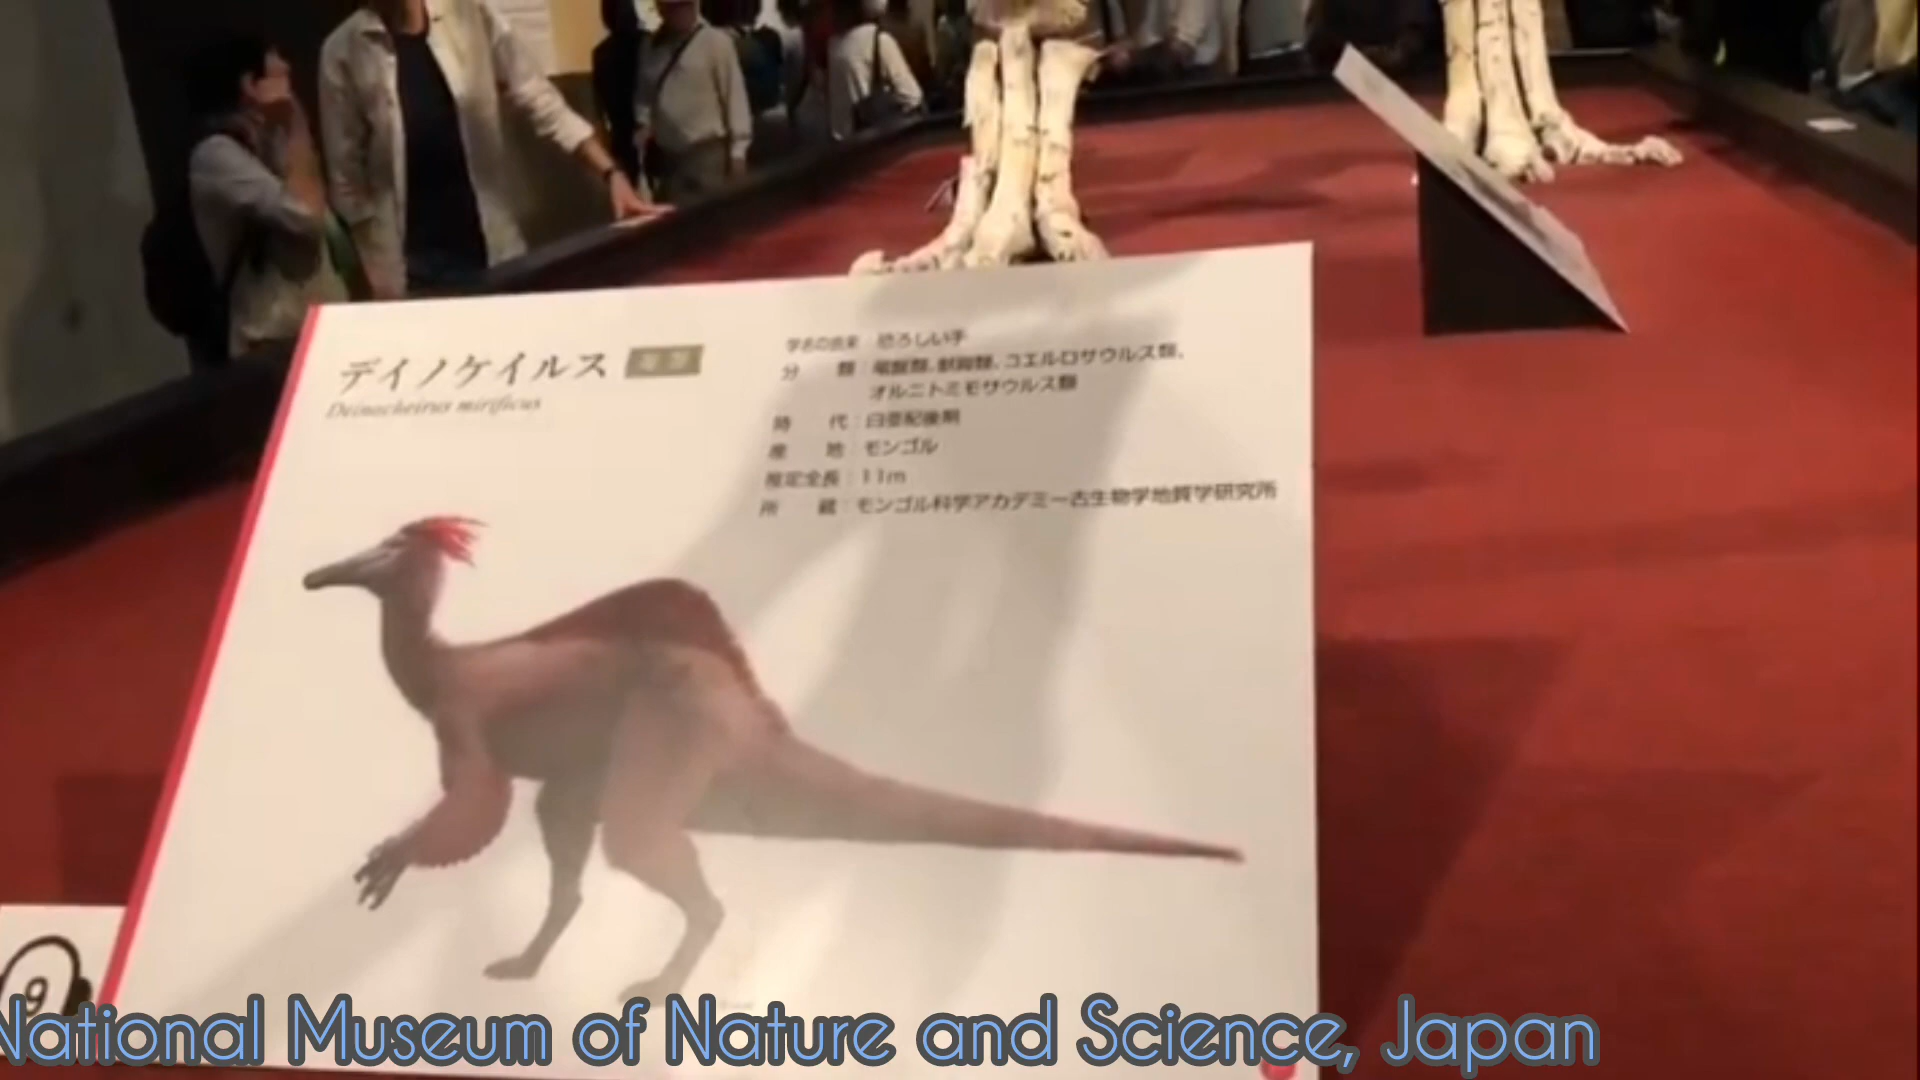 デイノケイルス
Deinocheirus mirificus
学名の由来：恐ろしい手
分　　類：竜盤類、獣脚類、コエルロサウルス類、
オルニトミモサウルス類
時　　代：白亜紀後期
産　　地：モンゴル
推定全長：11m
所　　蔵：モンゴル科学アカデミー古生物学地質学研究所
9
National Museum of Nature and Science, Japan